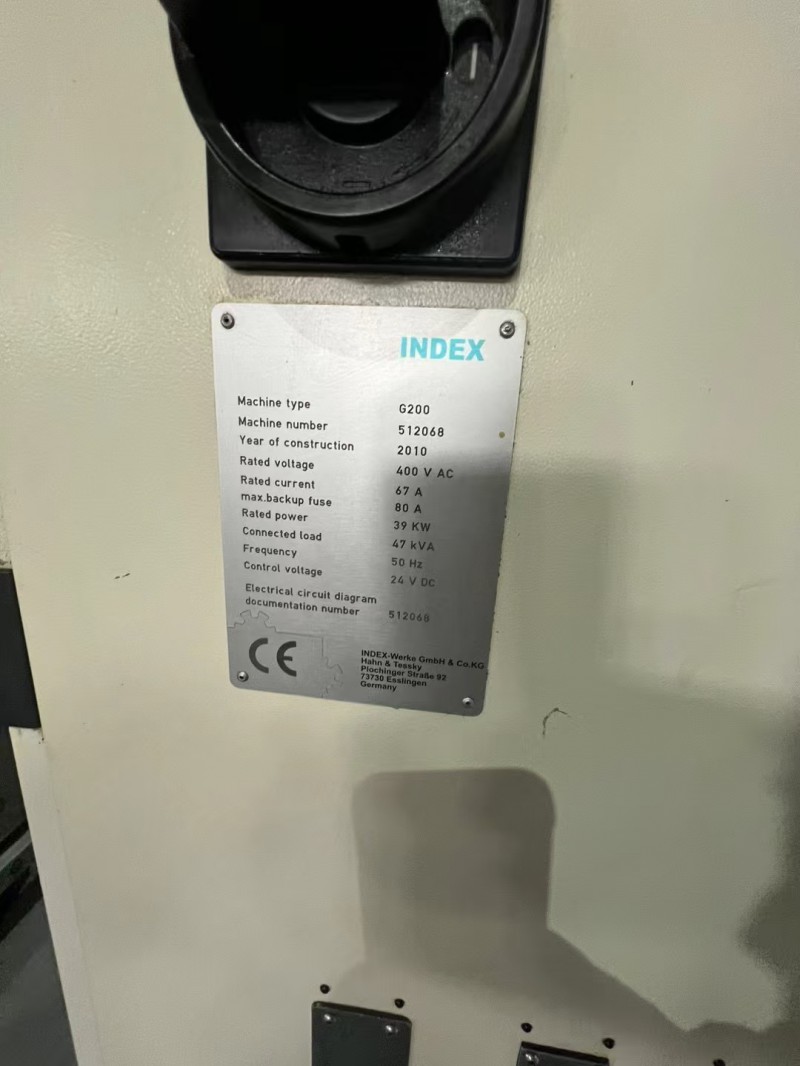 INDEX
Machine type G200
Machine number 512068
Year of construction 2010
Rated voltage 400 V AC
Rated current 67 A
max.backup fuse 80 A
Rated power 39 KW
Connected load 47 kVA
Frequency 50 Hz
Control voltage 24 V DC
Electrical circuit diagram
documentation number 512068
CE
INDEX-Werke GmbH & Co.KG
Hahn & Tessky
Plochinger Straße 92
73730 Esslingen
Germany